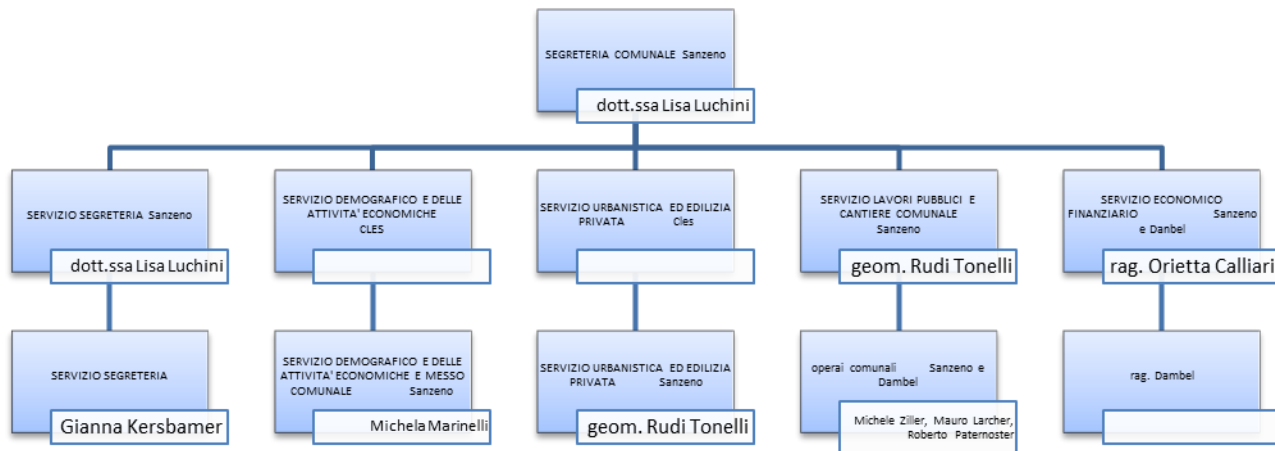 SEGRETERIA COMUNALE Sanzeno
dott.ssa Lisa Luchini
SERVIZIO SEGRETERIA Sanzeno
dott.ssa Lisa Luchini
SERVIZIO DEMOGRAFICO E DELLE
ATTIVITA' ECONOMICHE
CLES
SERVIZIO URBANISTICA ED EDILIZIA
PRIVATA Cles
SERVIZIO LAVORI PUBBLICI E
CANTIERE COMUNALE
Sanzeno
geom. Rudi Tonelli
SERVIZIO ECONOMICO
FINANZIARIO Sanzeno
e Danbel
rag. Orietta Calliari
SERVIZIO SEGRETERIA
Gianna Kersbamer
SERVIZIO DEMOGRAFICO E DELLE
ATTIVITA' ECONOMICHE E MESSO
COMUNALE Sanzeno
Michela Marinelli
SERVIZIO URBANISTICA ED EDILIZIA
PRIVATA Sanzeno
geom. Rudi Tonelli
operai comunali Sanzeno e
Dambel
Michele Ziller, Mauro Larcher,
Roberto Paternoster
rag. Dambel